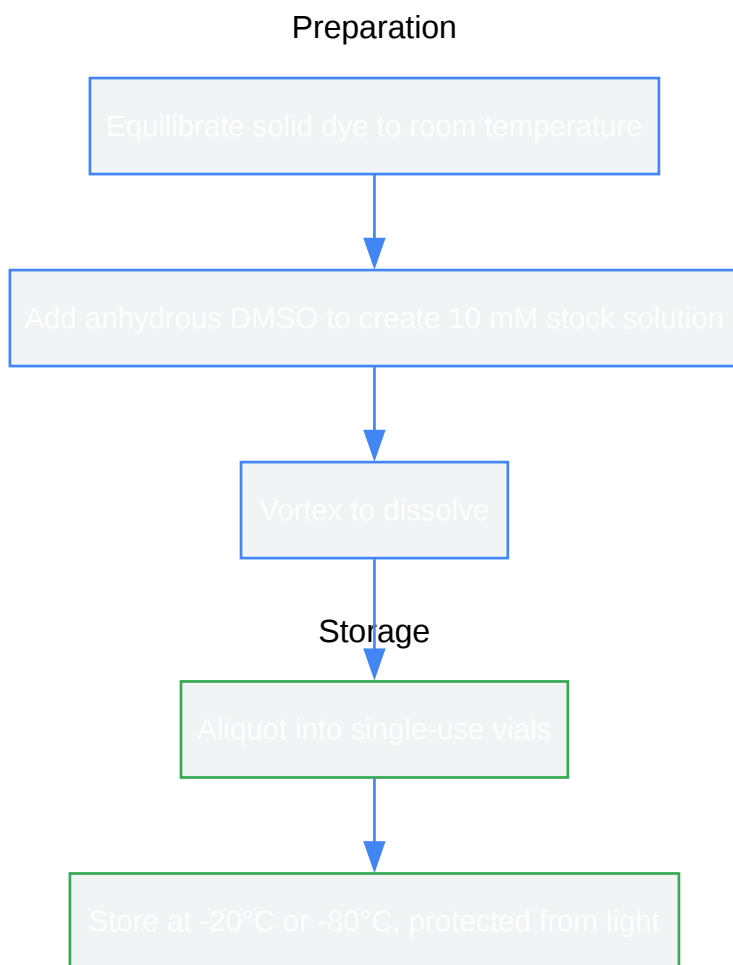 Preparation
Equilibrate solid dye to room temperature
Add anhydrous DMSO to create 10 mM stock solution
Vortex to dissolve
Storage
Aliquot into single-use vials
Store at -20°C or -80°C, protected from light